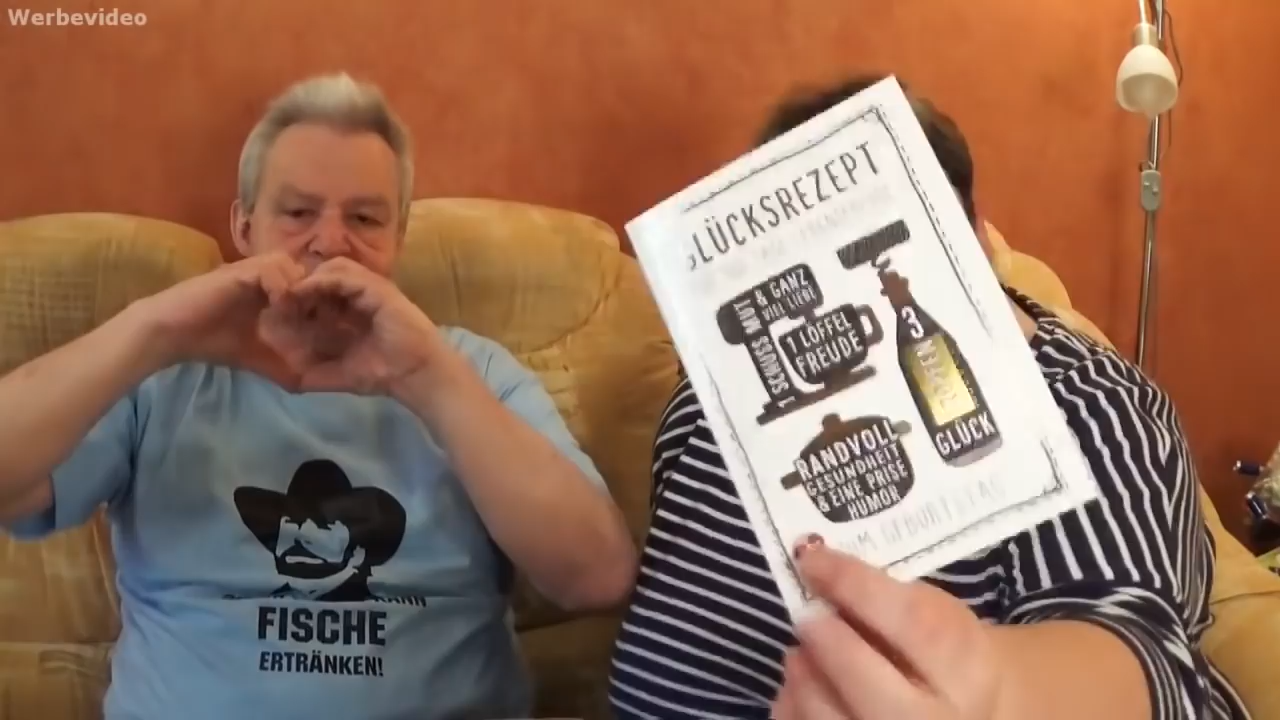 Werbevideo
GLÜCKSREZEPT
& GANZ
VIEL LIEBE
1 SCHUSS MUT
1 LÖFFEL
FREUDE
3
GLÜCK
RANDVOLL
GESUNDHEIT
& EINE PRISE
HUMOR
ZUM GEBURTSTAG
KANN
FISCHE
ERTRÄNKEN!